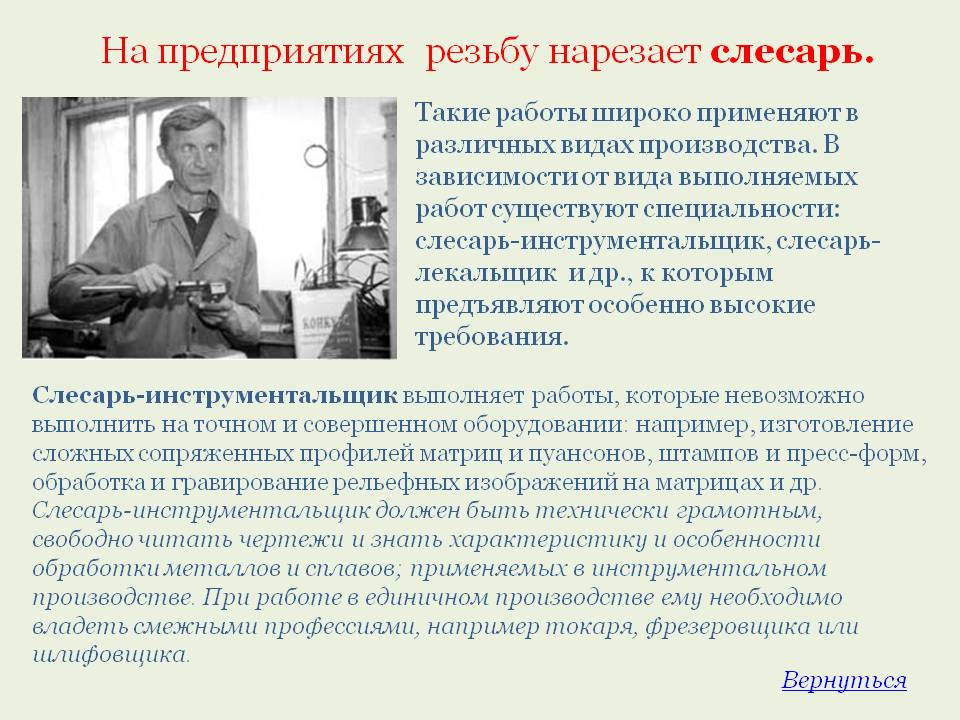 На предприятиях резьбу нарезает слесарь.
Такие работы широко применяют в
различных видах производства. В
зависимости от вида выполняемых
работ существуют специальности:
слесарь-инструментальщик, слесарь-
лекальщик и др., к которым
предъявляют особенно высокие
требования.
КОНКУР
Слесарь-инструментальщик выполняет работы, которые невозможно
выполнить на точном и совершенном оборудовании: например, изготовление
сложных сопряженных профилей матриц и пуансонов, штампов и пресс-форм,
обработка и гравирование рельефных изображений на матрицах и др.
Слесарь-инструментальщик должен быть технически грамотным,
свободно читать чертежи и знать характеристику и особенности
обработки металлов и сплавов; применяемых в инструментальном
производстве. При работе в единичном производстве ему необходимо
владеть смежными профессиями, например токаря, фрезеровщика или
шлифовщика.
Вернуться